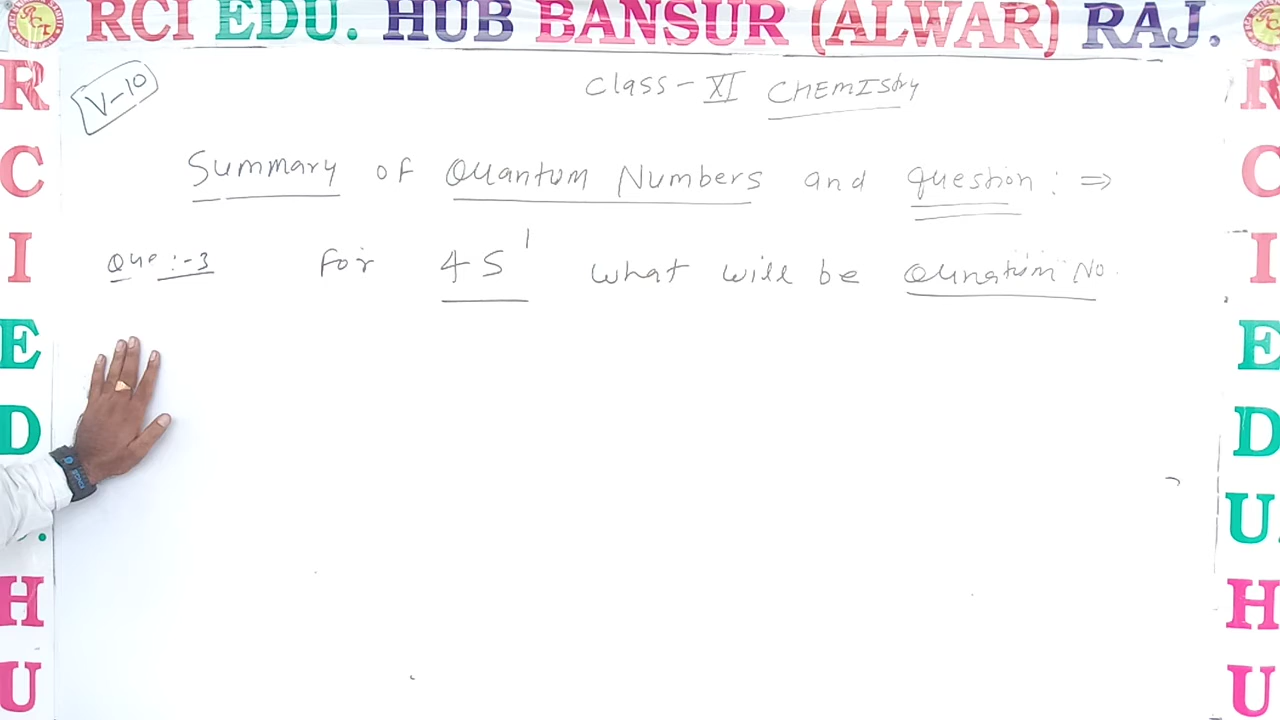 RCI EDU. HUB BANSUR (ALWAR) RAJ.
V-10
Class - XI CHEMIStry
Summary of Quantum Numbers and question : ⇒
Que :- 3 For 4S¹ what will be Qunatum No.
R
C
I
E
D
.
H
U
R
C
I
E
D
U.
H
U